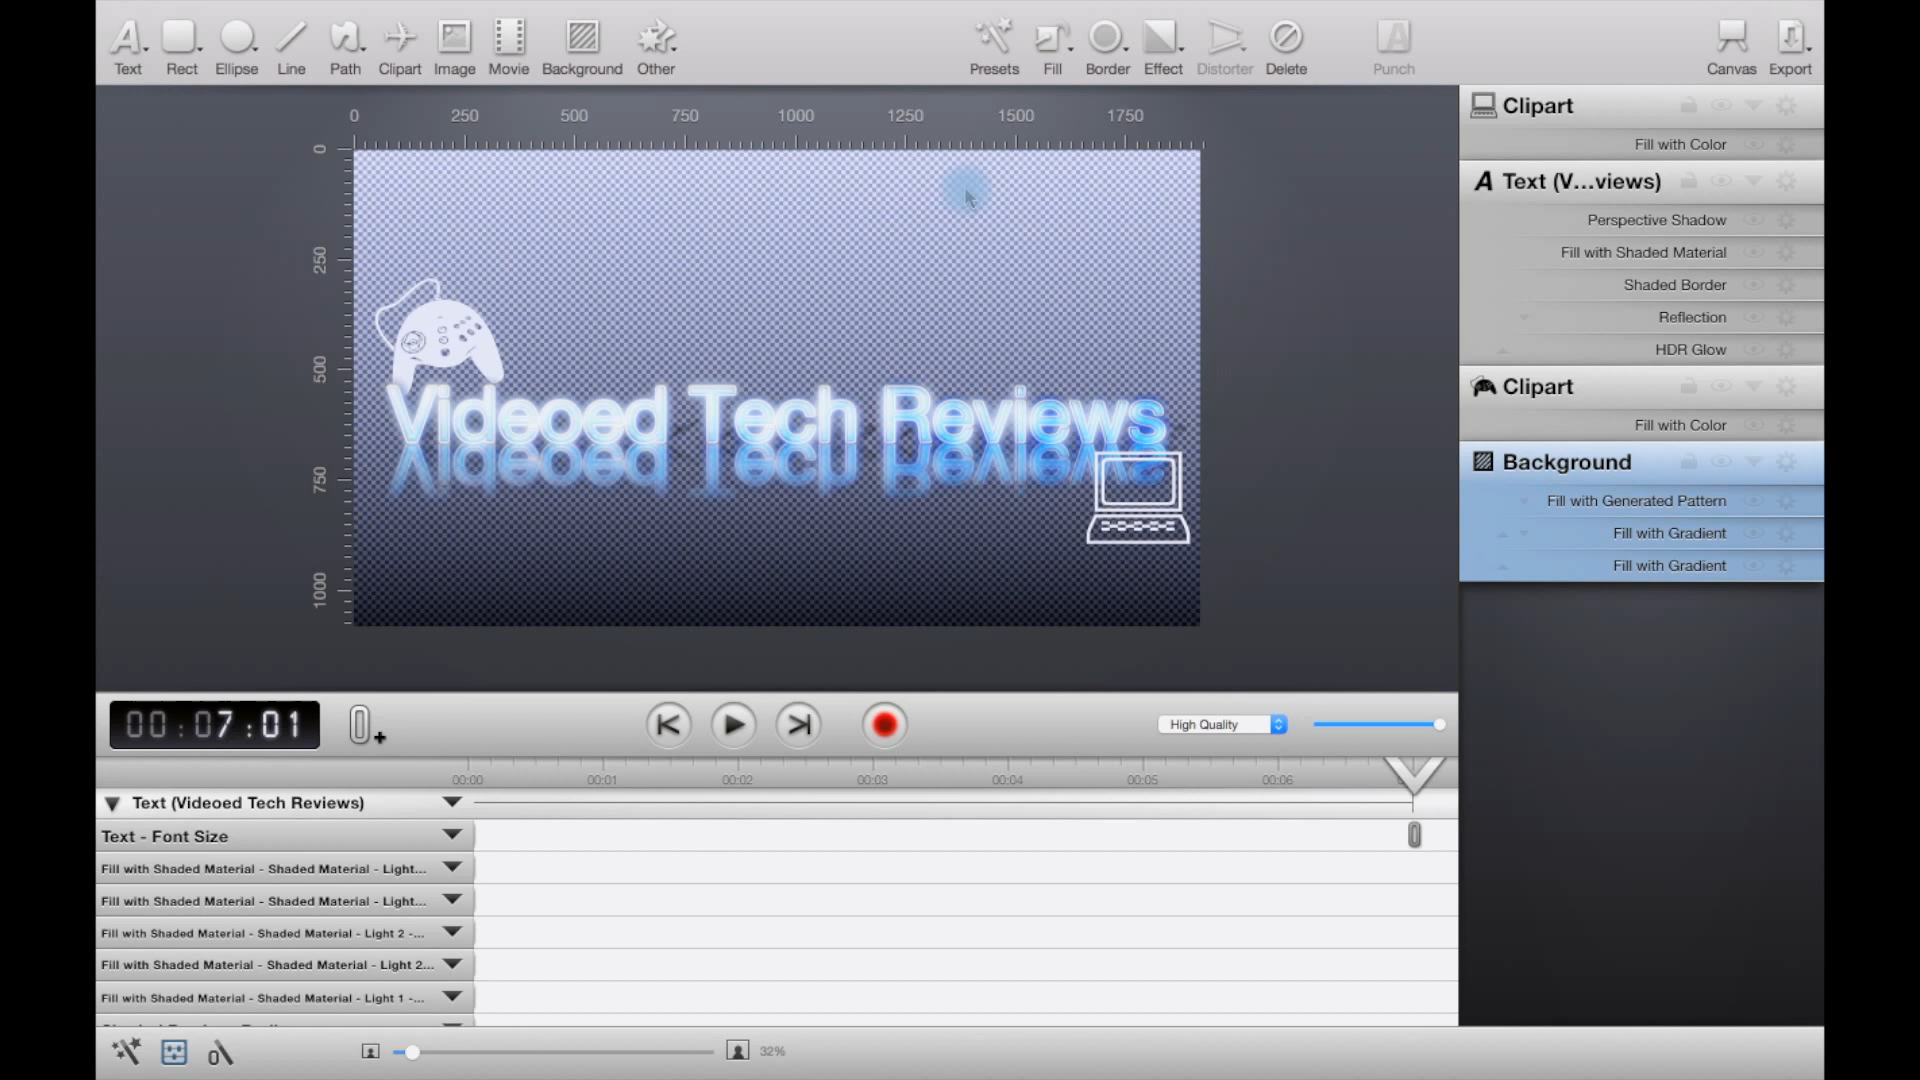 Text Rect Ellipse Line Path Clipart Image Movie Background Other Presets Fill Border Effect Distorter Delete Punch Canvas Export
0 250 500 750 1000 1250 1500 1750
0
250
500
750
1000
Videoed Tech Reviews
Clipart
Fill with Color
Text (V...views)
Perspective Shadow
Fill with Shaded Material
Shaded Border
Reflection
HDR Glow
Clipart
Fill with Color
Background
Fill with Generated Pattern
Fill with Gradient
Fill with Gradient
00:07:01
High Quality
00:00 00:01 00:02 00:03 00:04 00:05 00:06
Text (Videoed Tech Reviews)
Text - Font Size
Fill with Shaded Material - Shaded Material - Light...
Fill with Shaded Material - Shaded Material - Light...
Fill with Shaded Material - Shaded Material - Light 2 -...
Fill with Shaded Material - Shaded Material - Light 2...
Fill with Shaded Material - Shaded Material - Light 1 -...
32%